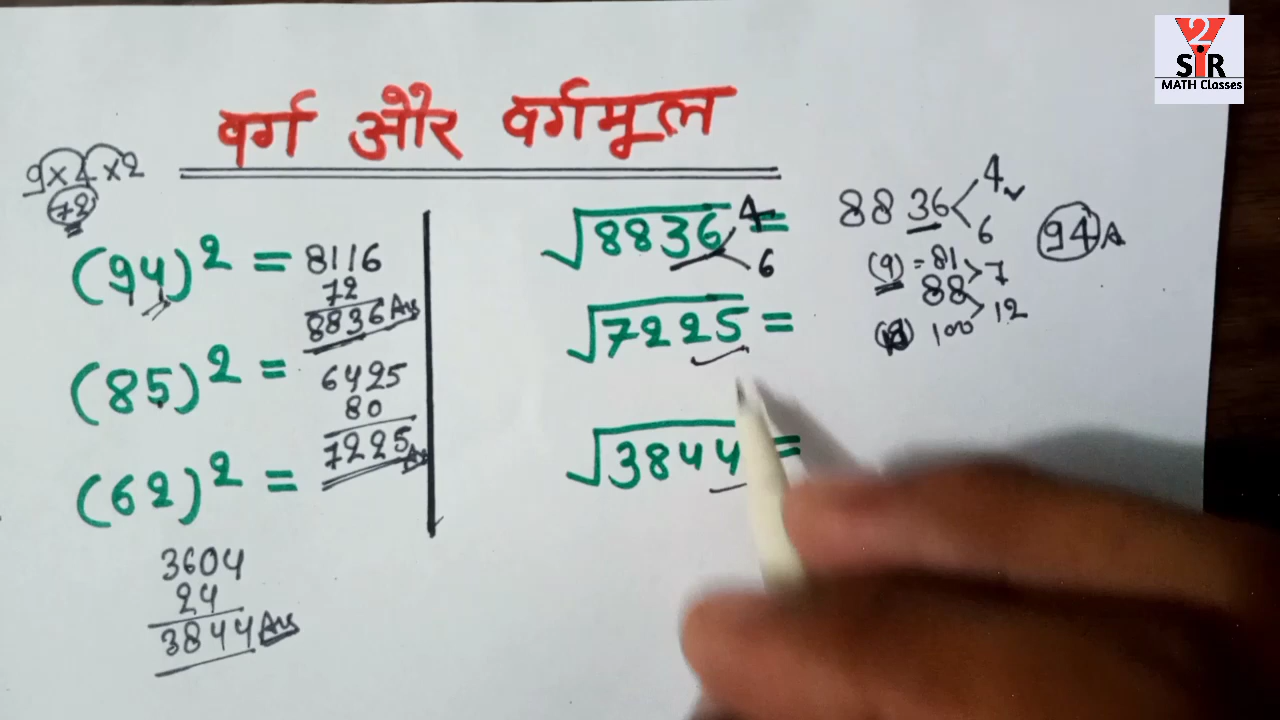 2
SiR
MATH Classes
वर्ग और वर्गमूल
9×4×2
72
(94)² = 8116
72
8836 Ans
(85)² = 6425
80
7225 Ans
(62)² =
3604
24
3844 Ans
√8836 =
4
6
√7225 =
√3844 =
8836
4
6
(9) = 81 > 7
88
100 > 12
94 A